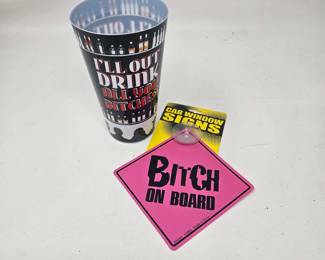 I'LL OUT
DRINK
ALL YOU
BITCHES
CAR WINDOW
SIGNS
BITCH
ON BOARD